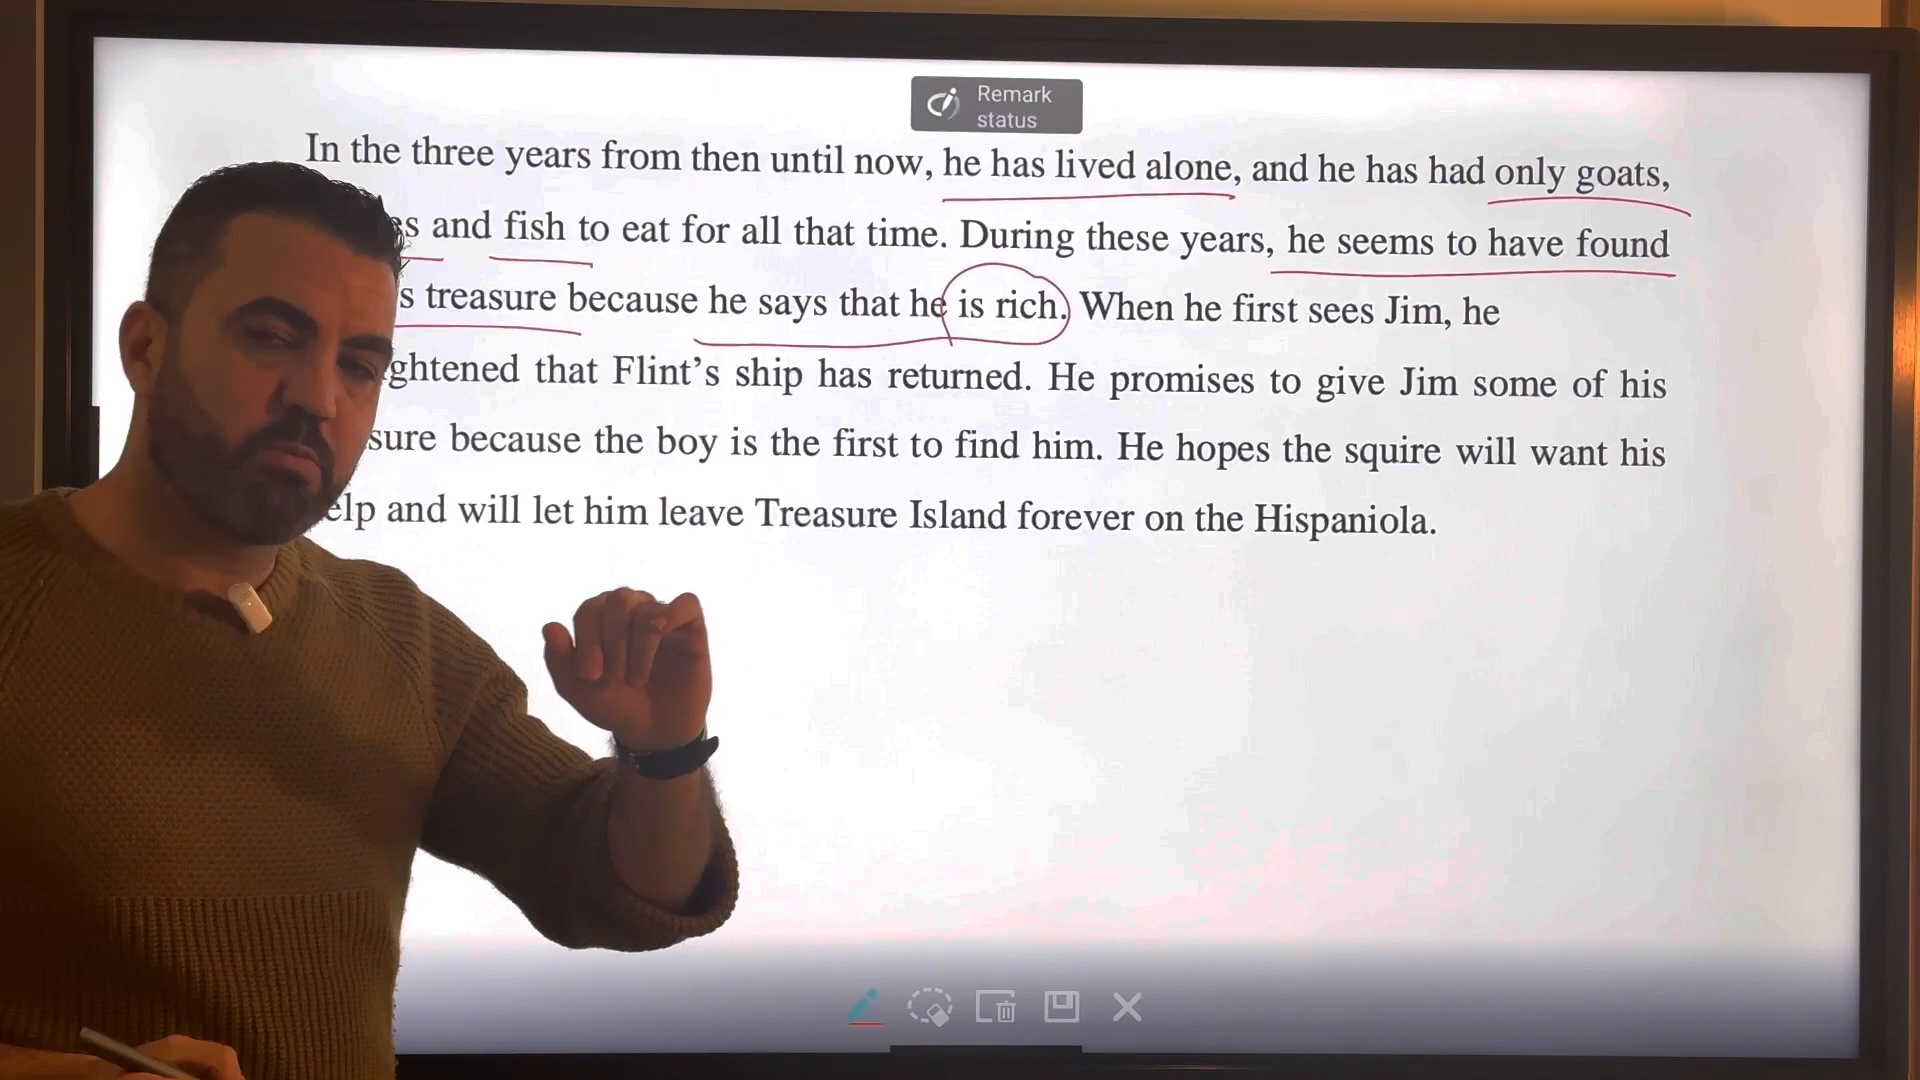 Remark
status
In the three years from then until now, he has lived alone, and he has had only goats,
and fish to eat for all that time. During these years, he seems to have found
treasure because he says that he is rich. When he first sees Jim, he
that Flint’s ship has returned. He promises to give Jim some of his
because the boy is the first to find him. He hopes the squire will want his
and will let him leave Treasure Island forever on the Hispaniola.